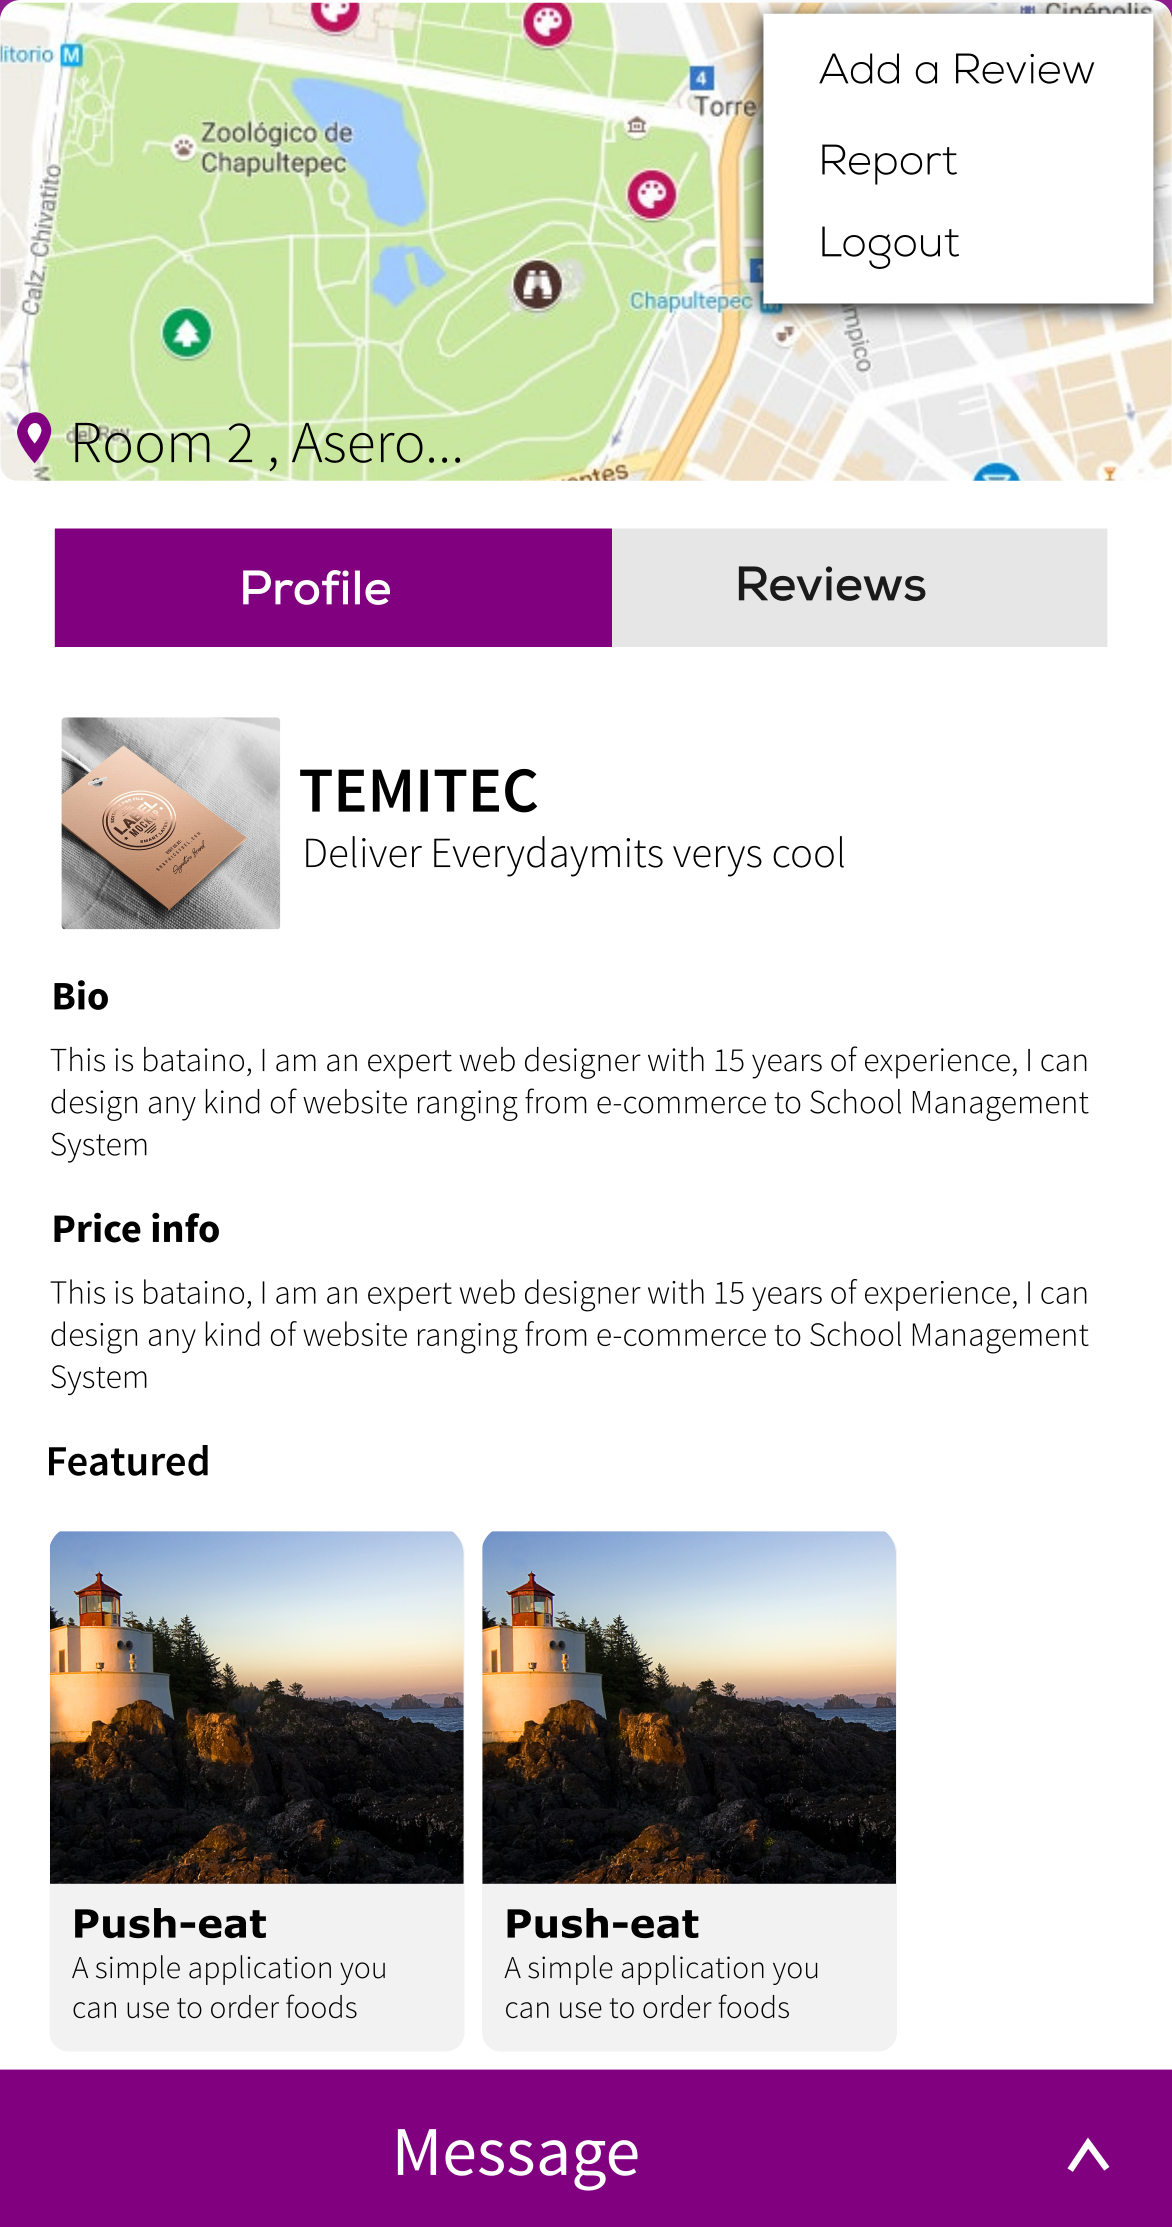 Cinépolis
Add a Review
litorio M
4
Torre
Zoológico de
Chapultepec
Report
Calz. Chivatito
Logout
Chapultepec
Room 2 , Asero...
Profile
Reviews
LABEL
TEMITEC
Deliver Everydaymits verys cool
Bio
This is bataino, I am an expert web designer with 15 years of experience, I can
design any kind of website ranging from e-commerce to School Management
System
Price info
This is bataino, I am an expert web designer with 15 years of experience, I can
design any kind of website ranging from e-commerce to School Management
System
Featured
Push-eat
A simple application you
can use to order foods
Push-eat
A simple application you
can use to order foods
Message